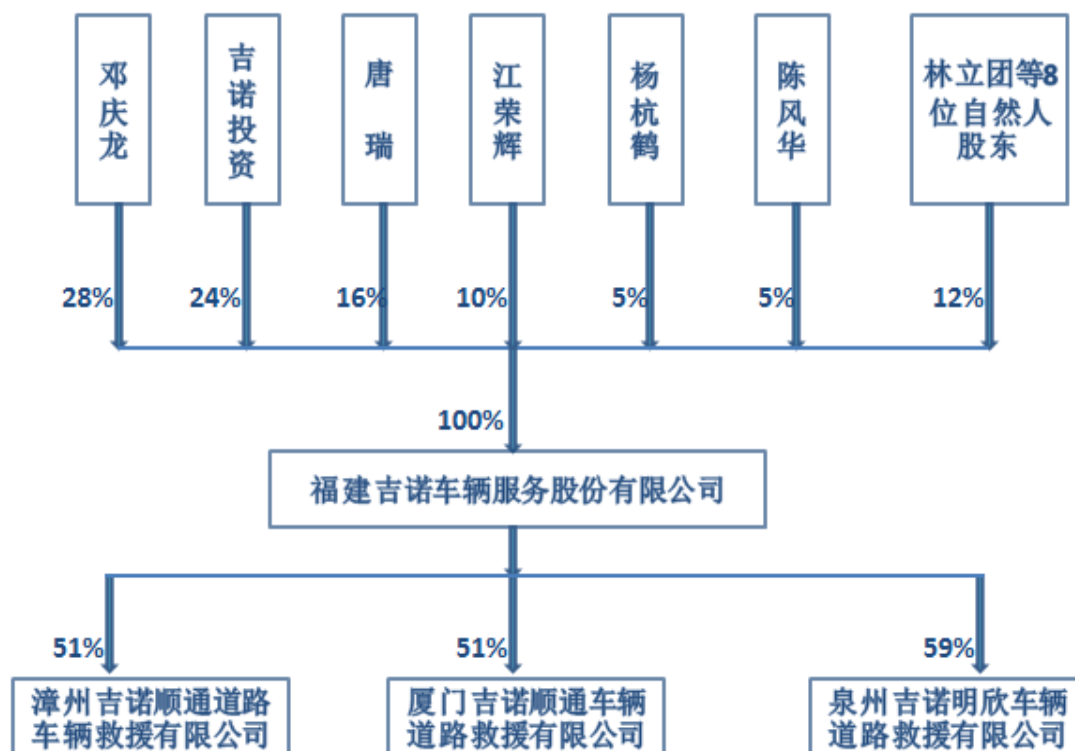 邓庆龙
吉诺投资
唐瑞
江荣辉
杨杭鹤
陈风华
林立团等8
位自然人
股东
28%
24%
16%
10%
5%
5%
12%
100%
福建吉诺车辆服务股份有限公司
51%
51%
59%
漳州吉诺顺通道路
车辆救援有限公司
厦门吉诺顺通车辆
道路救援有限公司
泉州吉诺明欣车辆
道路救援有限公司